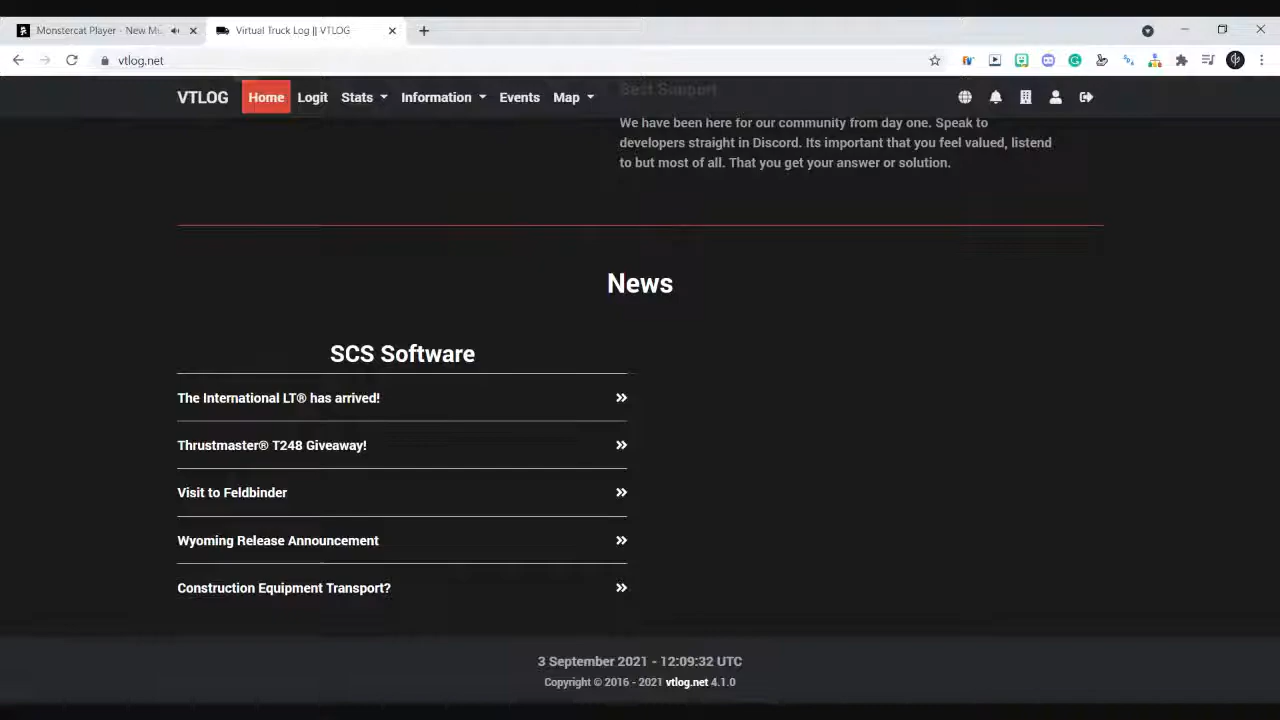 Monstercat Player - New Mu
Virtual Truck Log || VTLOG
vtlog.net
VTLOG
Home
Logit
Stats
Information
Events
Map
Best Support
We have been here for our community from day one. Speak to
developers straight in Discord. Its important that you feel valued, listend
to but most of all. That you get your answer or solution.
News
SCS Software
The International LT® has arrived!
Thrustmaster® T248 Giveaway!
Visit to Feldbinder
Wyoming Release Announcement
Construction Equipment Transport?
3 September 2021 - 12:09:32 UTC
Copyright © 2016 - 2021 vtlog.net 4.1.0